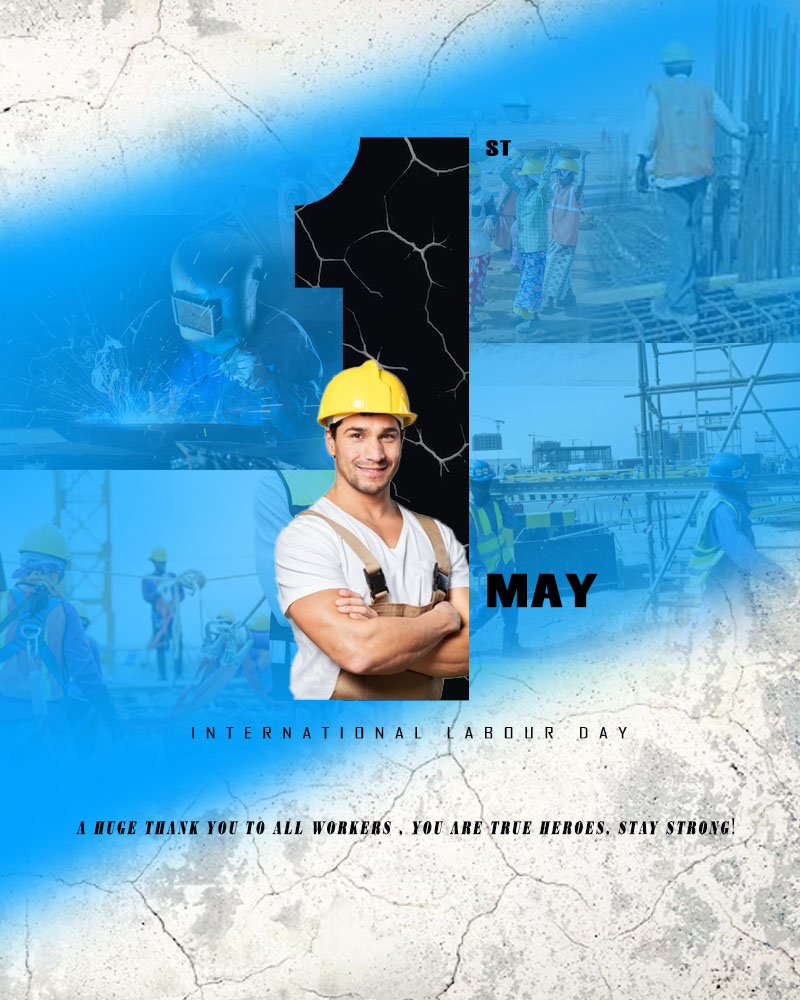 1
ST
MAY
INTERNATIONAL LABOUR DAY
A HUGE THANK YOU TO ALL WORKERS , YOU ARE TRUE HEROES, STAY STRONG!